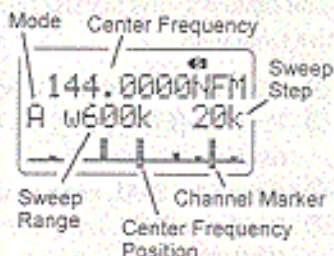 Mode Center Frequency
144.0000NFM
Sweep Step
A w600k 20k
Sweep Range
Channel Marker
Center Frequency Position